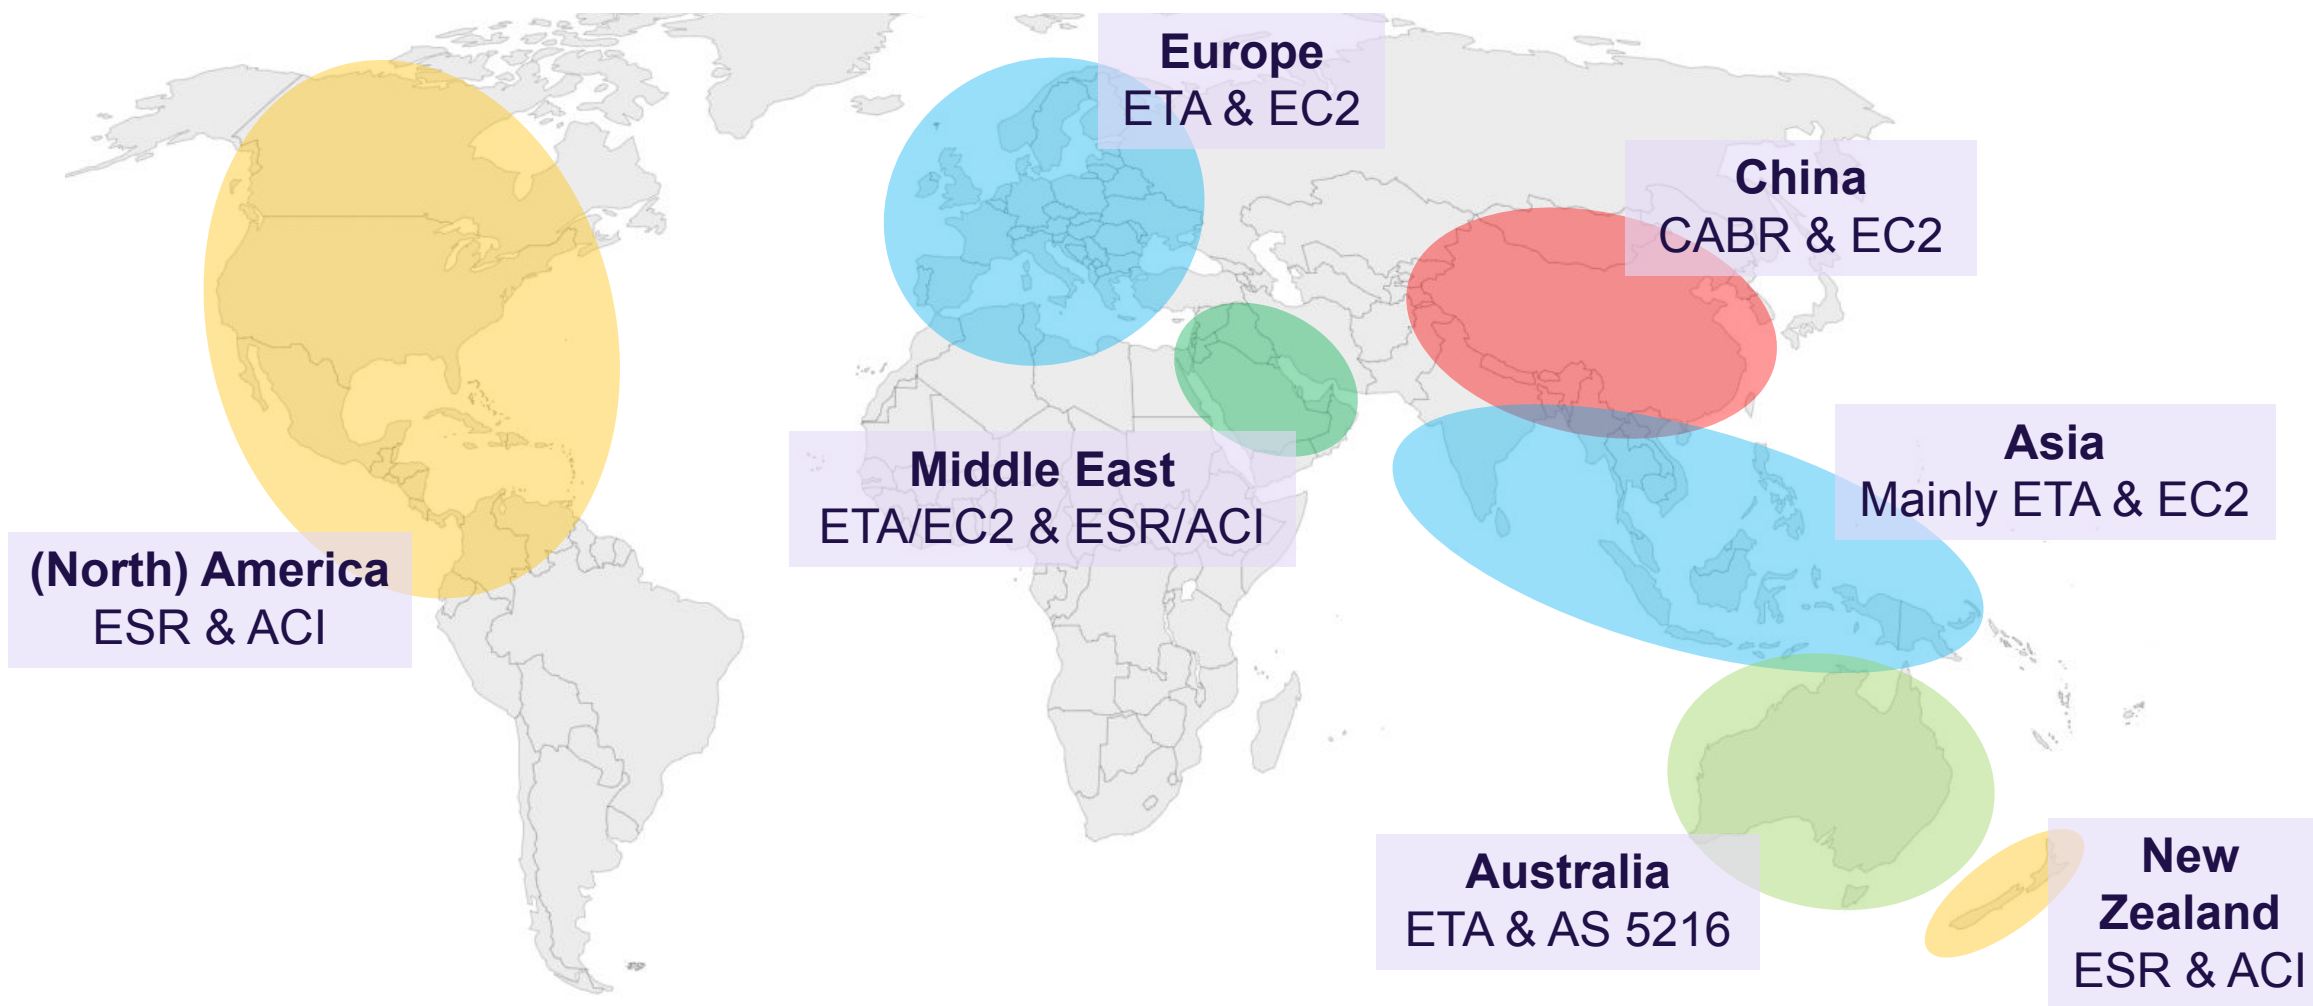 Europe
ETA & EC2
China
CABR & EC2
Asia
Mainly ETA & EC2
Middle East
ETA/EC2 & ESR/ACI
(North) America
ESR & ACI
Australia
ETA & AS 5216
New
Zealand
ESR & ACI